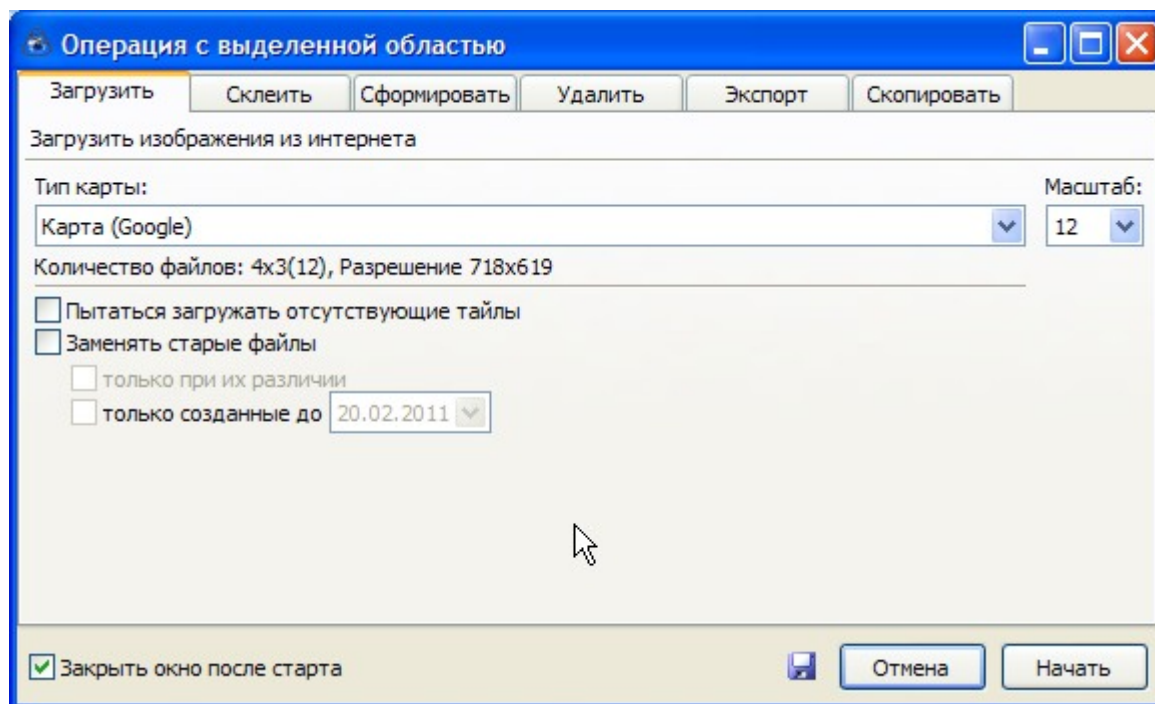 Операция с выделенной областью
Загрузить Склеить Сформировать Удалить Экспорт Скопировать
Загрузить изображения из интернета
Тип карты: Масштаб:
Карта (Google) 12
Количество файлов: 4x3(12), Разрешение 718x619
Пытаться загружать отсутствующие тайлы
Заменять старые файлы
только при их различии
только созданные до 20.02.2011
Закрыть окно после старта Отмена Начать